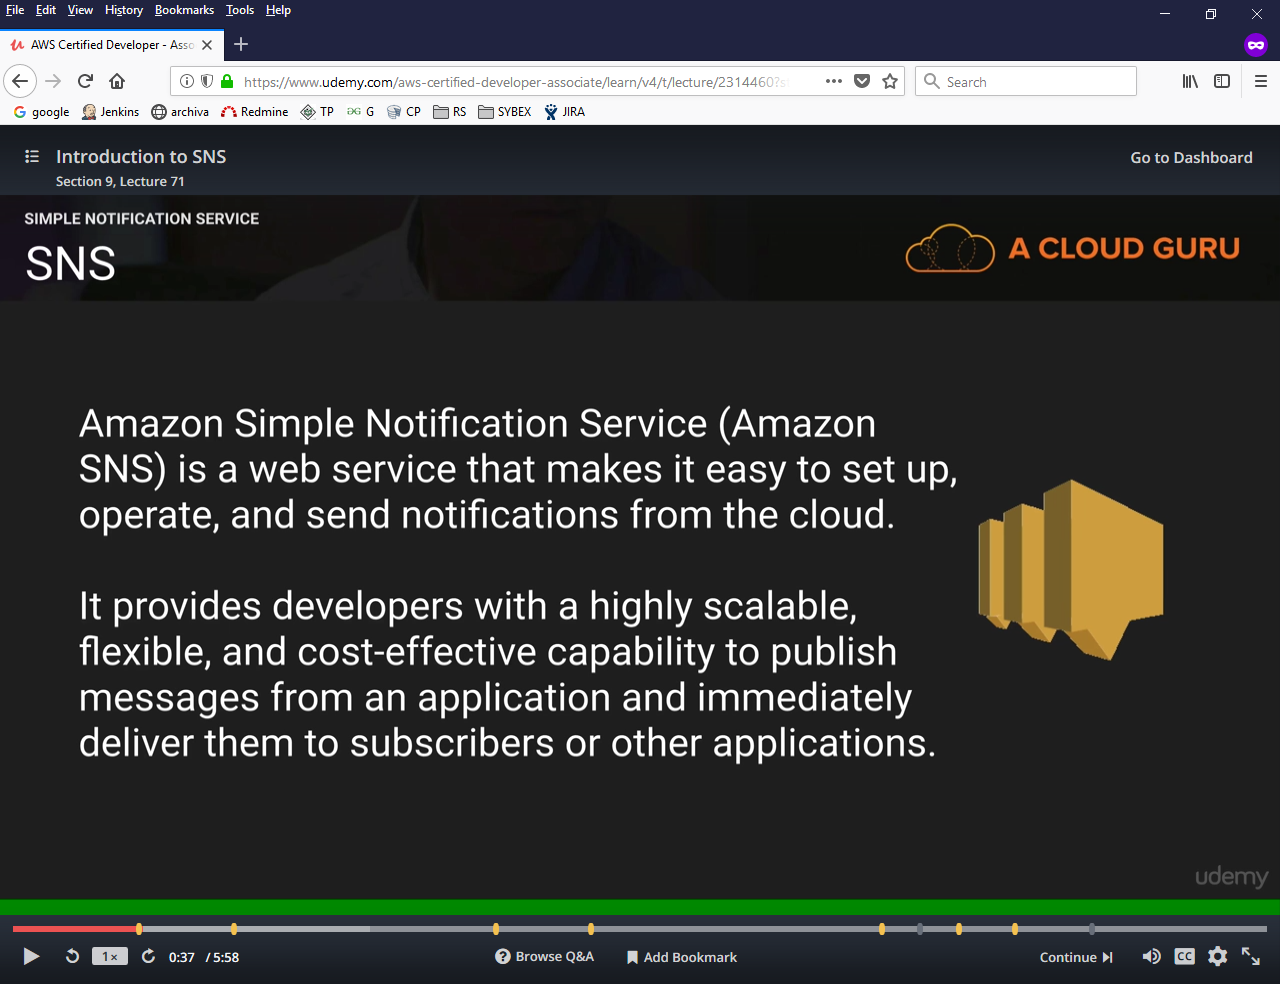 File Edit View History Bookmarks Tools Help
AWS Certified Developer - Asso
https://www.udemy.com/aws-certified-developer-associate/learn/v4/t/lecture/2314460?s
Search
google Jenkins archiva Redmine TP G CP RS SYBEX JIRA
Introduction to SNS
Go to Dashboard
Section 9, Lecture 71
SIMPLE NOTIFICATION SERVICE
SNS
A CLOUD GURU
Amazon Simple Notification Service (Amazon
SNS) is a web service that makes it easy to set up,
operate, and send notifications from the cloud.
It provides developers with a highly scalable,
flexible, and cost-effective capability to publish
messages from an application and immediately
deliver them to subscribers or other applications.
udemy
1x 0:37 / 5:58 Browse Q&A Add Bookmark Continue CC